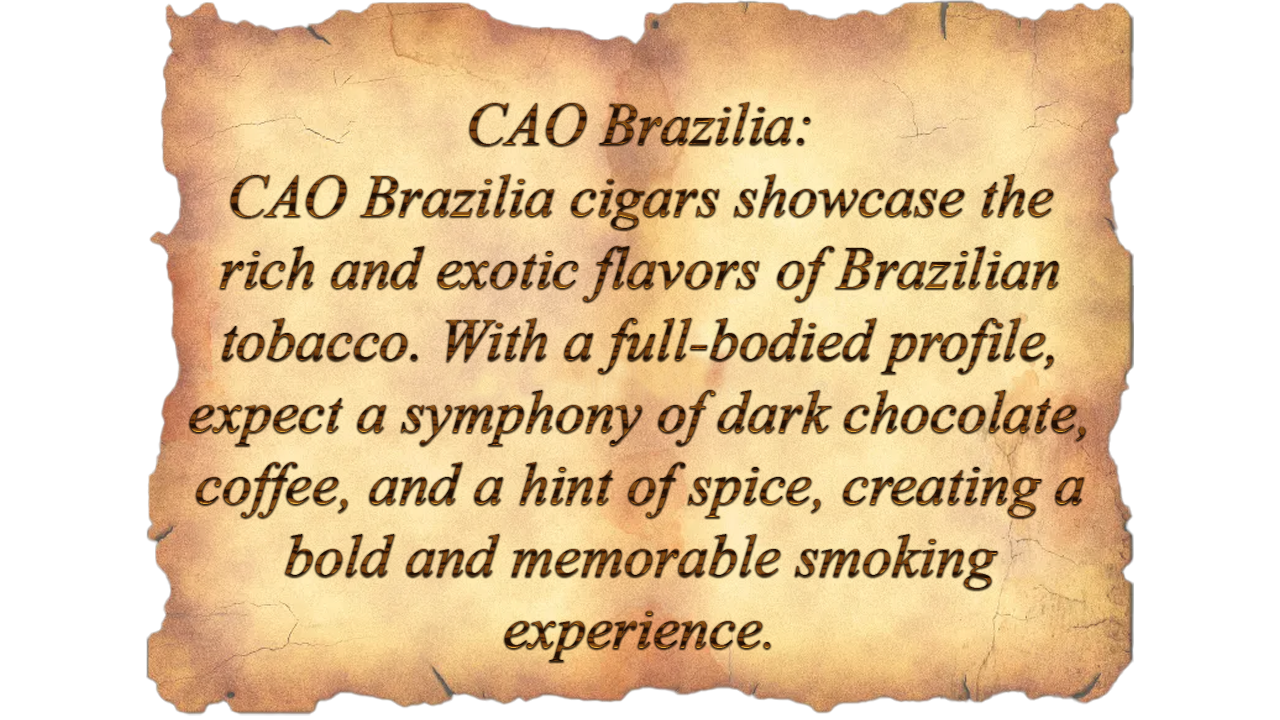 CAO Brazilia:
CAO Brazilia cigars showcase the
rich and exotic flavors of Brazilian
tobacco. With a full-bodied profile,
expect a symphony of dark chocolate,
coffee, and a hint of spice, creating a
bold and memorable smoking
experience.